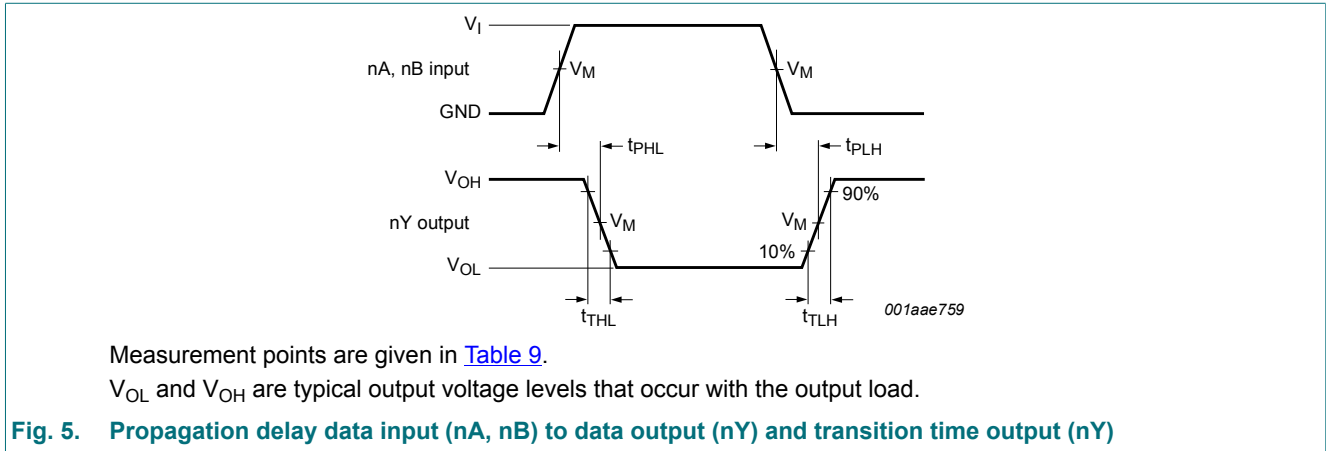 V_I
nA, nB input
V_M
V_M
GND
t_PHL
t_PLH
V_OH
90%
nY output
V_M
V_M
10%
V_OL
t_THL
t_TLH
001aae759
Measurement points are given in Table 9.
V_OL and V_OH are typical output voltage levels that occur with the output load.
Fig. 5. Propagation delay data input (nA, nB) to data output (nY) and transition time output (nY)